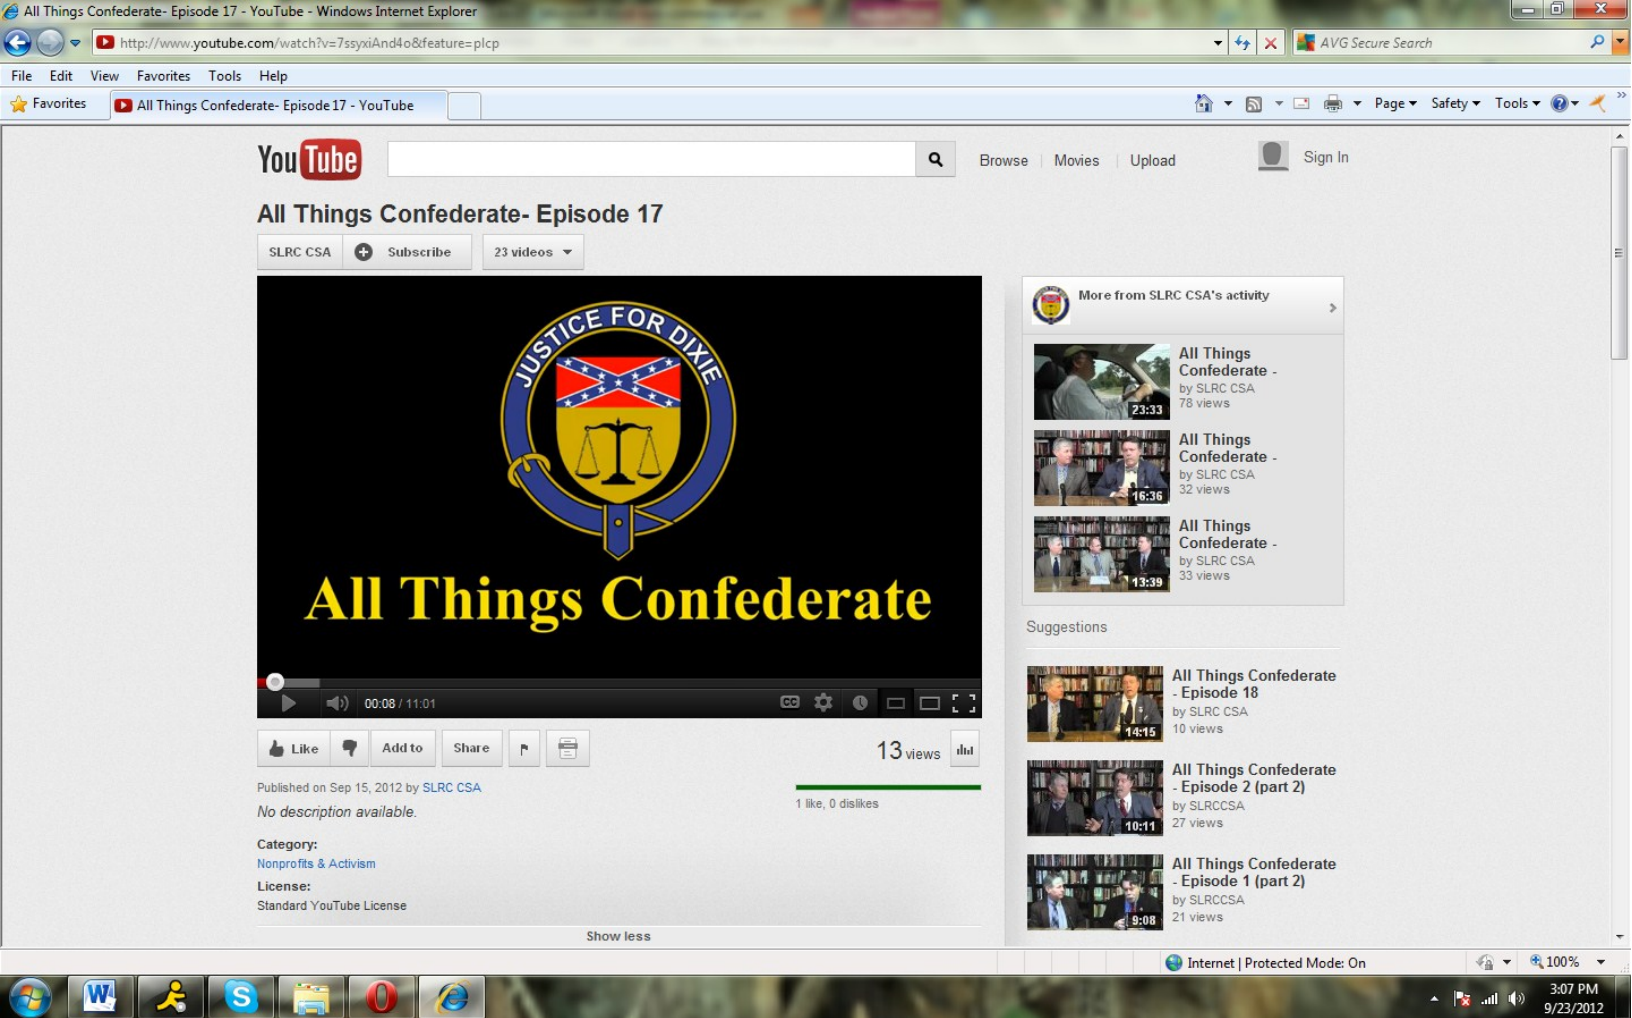 All Things Confederate- Episode 17 - YouTube - Windows Internet Explorer
http://www.youtube.com/watch?v=7ssyxiAnd4o&feature=plcp
AVG Secure Search
File Edit View Favorites Tools Help
Favorites
All Things Confederate- Episode 17 - YouTube
Page Safety Tools
YouTube
Browse Movies Upload
Sign In
All Things Confederate- Episode 17
SLRC CSA Subscribe 23 videos
JUSTICE FOR DIXIE
All Things Confederate
00:08 / 11:01
CC
Like Add to Share
13 views
Published on Sep 15, 2012 by SLRC CSA
1 like, 0 dislikes
No description available.
Category:
Nonprofits & Activism
License:
Standard YouTube License
Show less
More from SLRC CSA's activity
All Things
Confederate -
by SLRC CSA
78 views
23:33
All Things
Confederate -
by SLRC CSA
32 views
16:36
All Things
Confederate -
by SLRC CSA
33 views
13:39
Suggestions
All Things Confederate
- Episode 18
by SLRC CSA
10 views
14:15
All Things Confederate
- Episode 2 (part 2)
by SLRCCSA
27 views
10:11
All Things Confederate
- Episode 1 (part 2)
by SLRCCSA
21 views
9:08
Internet | Protected Mode: On
100%
3:07 PM
9/23/2012